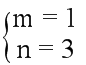 {m = 1
n = 3